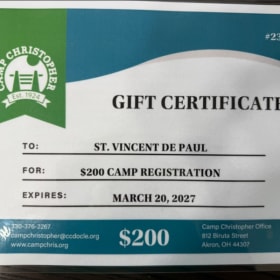 #23
CAMP CHRISTOPHER
Est. 1924
GIFT CERTIFICATE
TO: ST. VINCENT DE PAUL
FOR: $200 CAMP REGISTRATION
EXPIRES: MARCH 20, 2027
330-376-2267
campchristopher@ccdocle.org
www.campchris.org
$200
Camp Christopher Office
812 Biruta Street
Akron, OH 44307